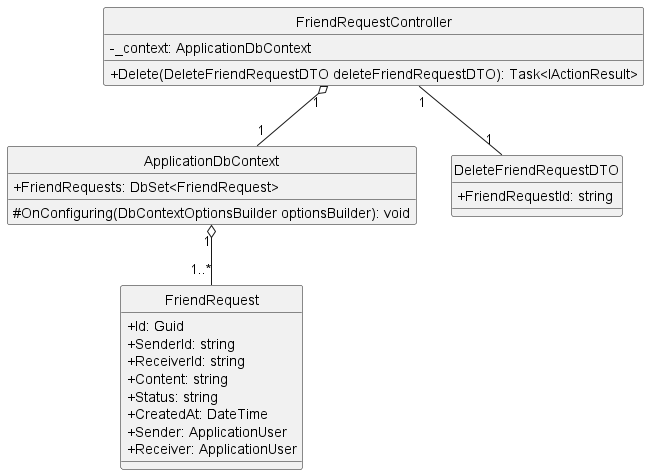 FriendRequestController
-_context: ApplicationDbContext
+Delete(DeleteFriendRequestDTO deleteFriendRequestDTO): Task<IActionResult>
1
1
1
1
ApplicationDbContext
+FriendRequests: DbSet<FriendRequest>
#OnConfiguring(DbContextOptionsBuilder optionsBuilder): void
DeleteFriendRequestDTO
+FriendRequestId: string
1
1..*
FriendRequest
+Id: Guid
+SenderId: string
+ReceiverId: string
+Content: string
+Status: string
+CreatedAt: DateTime
+Sender: ApplicationUser
+Receiver: ApplicationUser